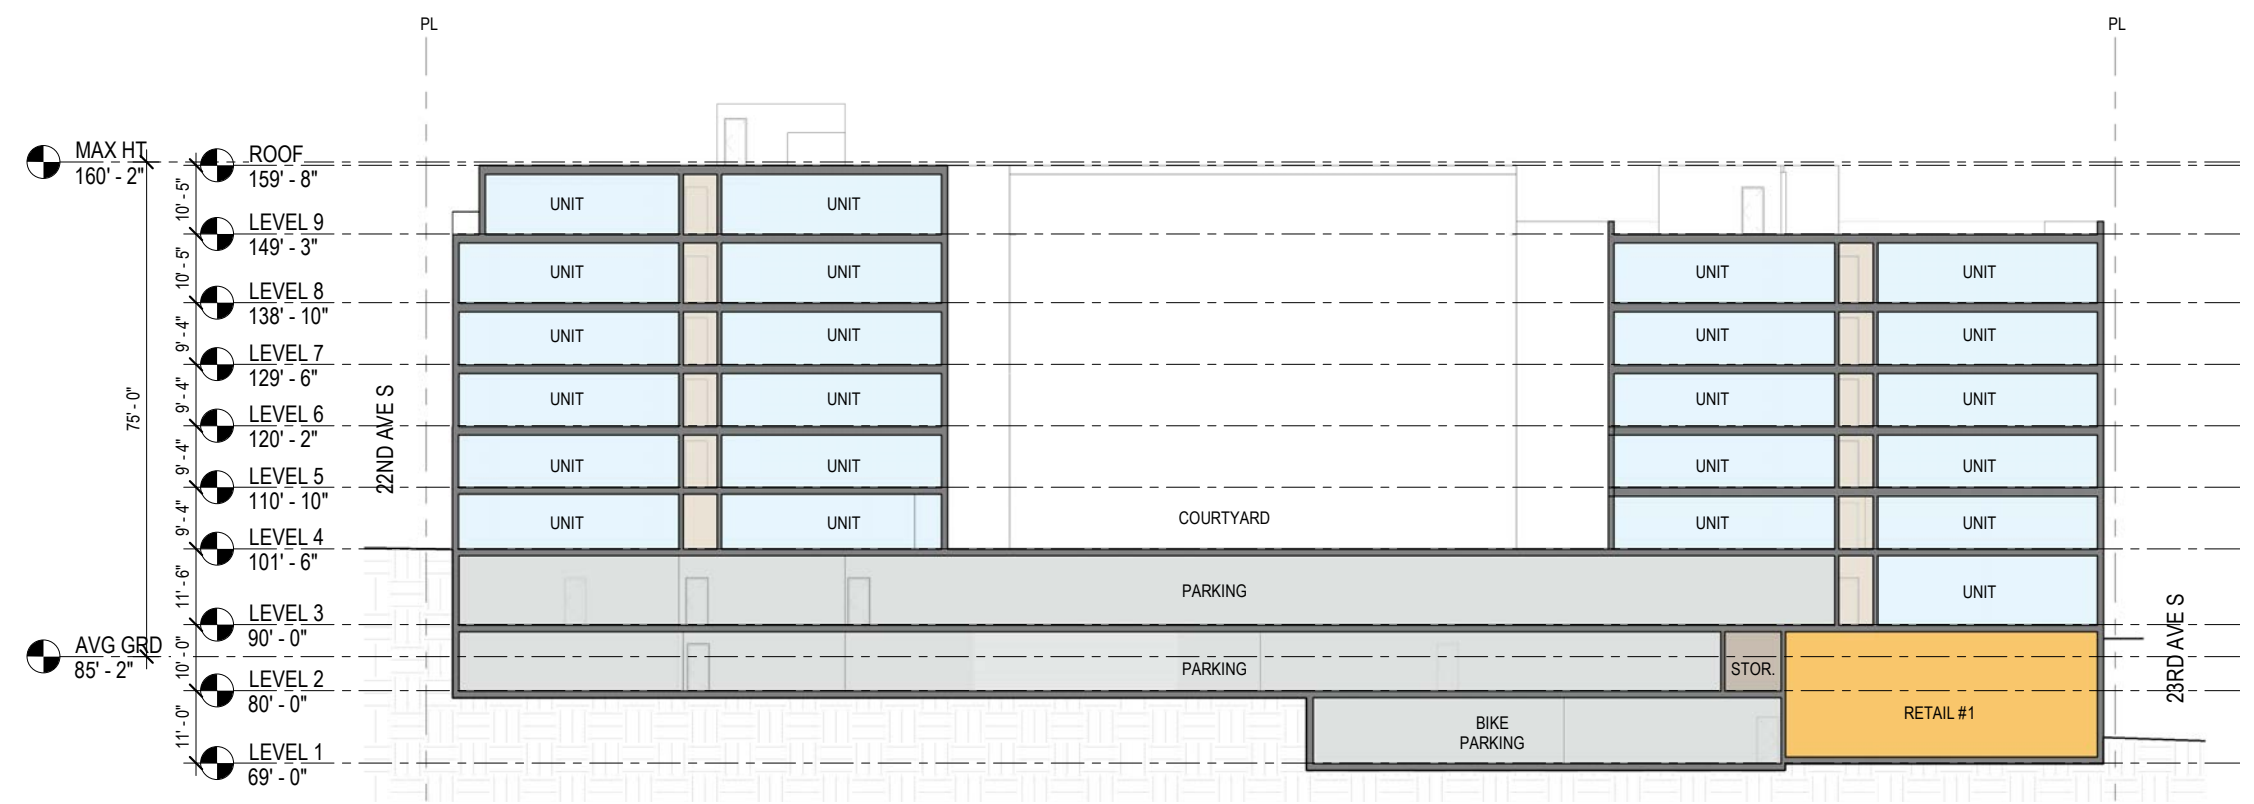 PL
PL
MAX HT
160' - 2"
ROOF
159' - 8"
10' - 5"
UNIT
UNIT
LEVEL 9
149' - 3"
10' - 5"
UNIT
UNIT
UNIT
UNIT
LEVEL 8
138' - 10"
9' - 4"
UNIT
UNIT
UNIT
UNIT
LEVEL 7
129' - 6"
9' - 4"
UNIT
UNIT
UNIT
UNIT
75' - 0"
22ND AVE S
LEVEL 6
120' - 2"
9' - 4"
UNIT
UNIT
UNIT
UNIT
LEVEL 5
110' - 10"
9' - 4"
UNIT
UNIT
COURTYARD
UNIT
UNIT
LEVEL 4
101' - 6"
11' - 6"
PARKING
UNIT
LEVEL 3
90' - 0"
AVG GRD
85' - 2"
10' - 0"
PARKING
STOR.
23RD AVE S
LEVEL 2
80' - 0"
11' - 0"
BIKE
PARKING
RETAIL #1
LEVEL 1
69' - 0"